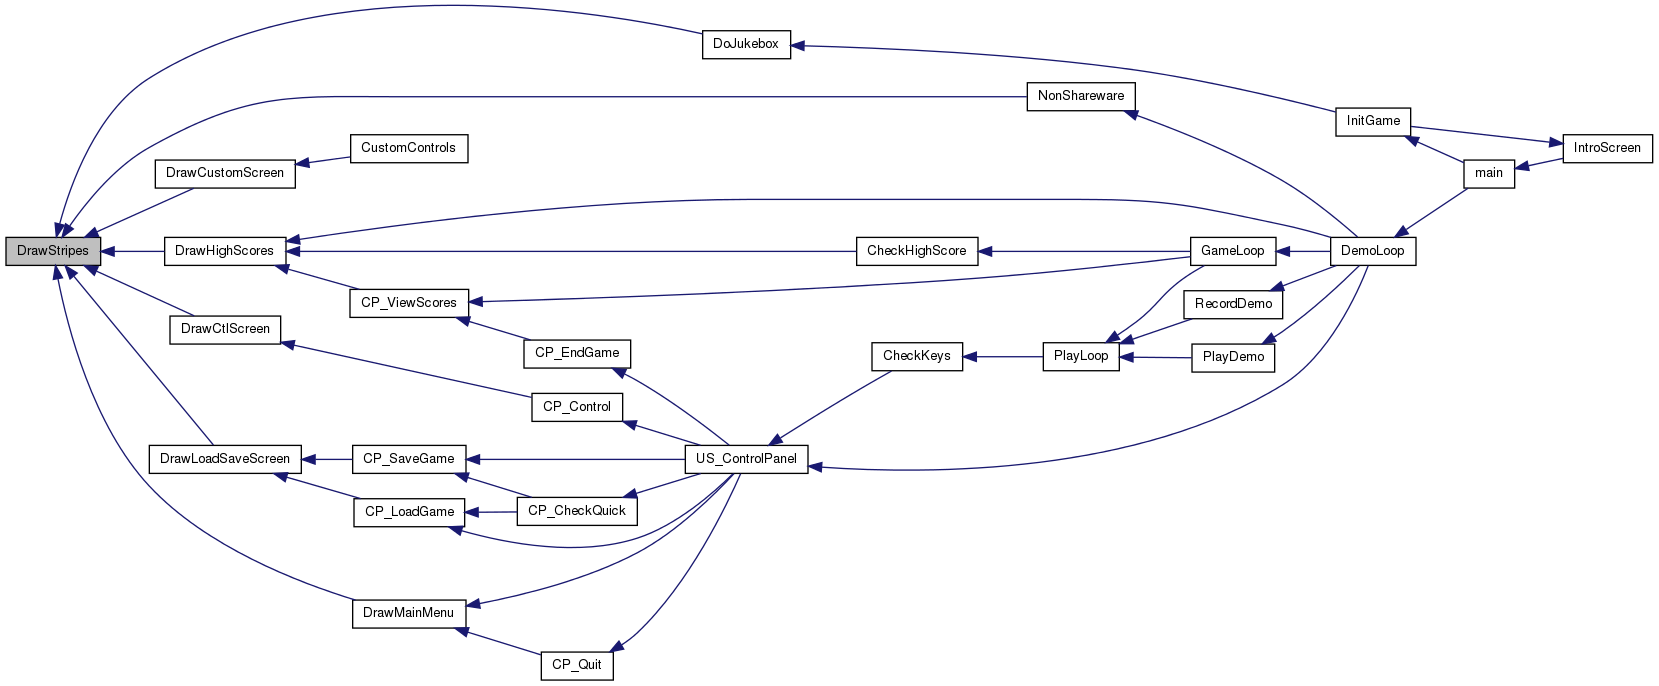 DoJukebox
NonShareware
InitGame
CustomControls
IntroScreen
DrawCustomScreen
main
DrawStripes
DrawHighScores
CheckHighScore
GameLoop
DemoLoop
CP_ViewScores
RecordDemo
DrawCtlScreen
CP_EndGame
CheckKeys
PlayLoop
PlayDemo
CP_Control
DrawLoadSaveScreen
CP_SaveGame
US_ControlPanel
CP_LoadGame
CP_CheckQuick
DrawMainMenu
CP_Quit